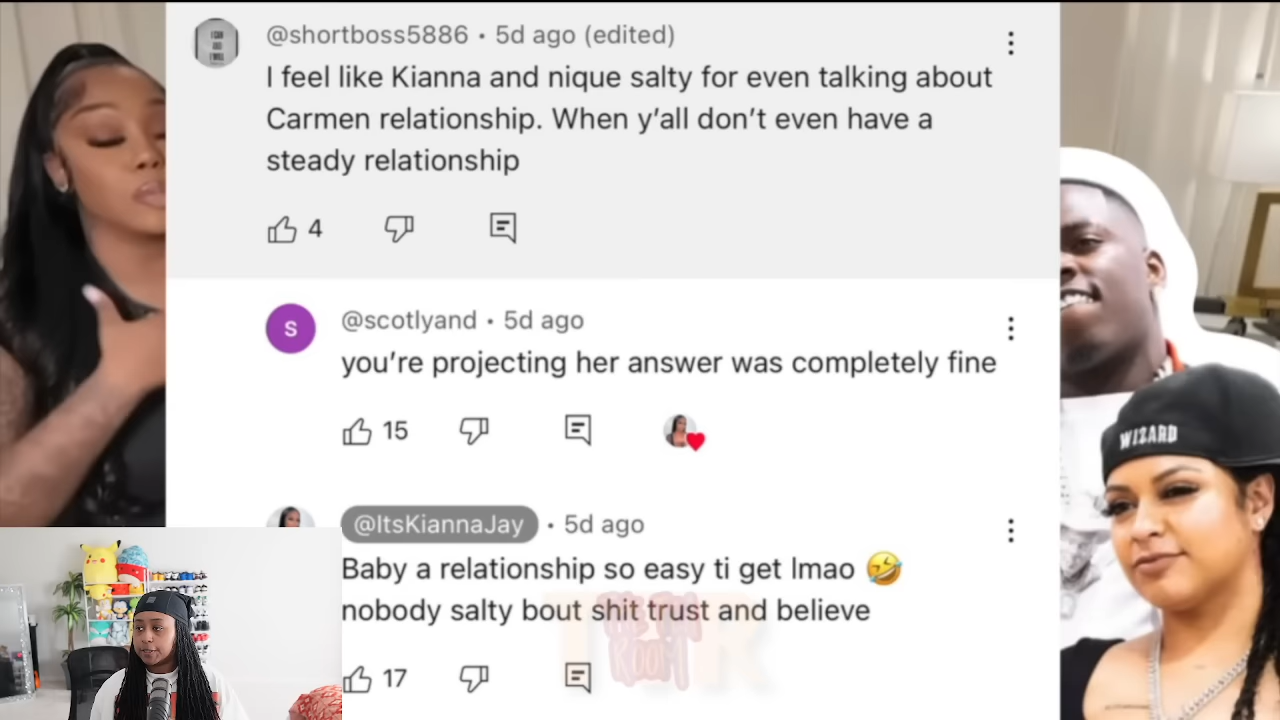 @shortboss5886 • 5d ago (edited)
I feel like Kianna and nique salty for even talking about
Carmen relationship. When y'all don't even have a
steady relationship
4
S
@scotlyand • 5d ago
you're projecting her answer was completely fine
15
@ItsKiannaJay • 5d ago
Baby a relationship so easy ti get lmao 🤣
nobody salty bout shit trust and believe
17
WIZARD